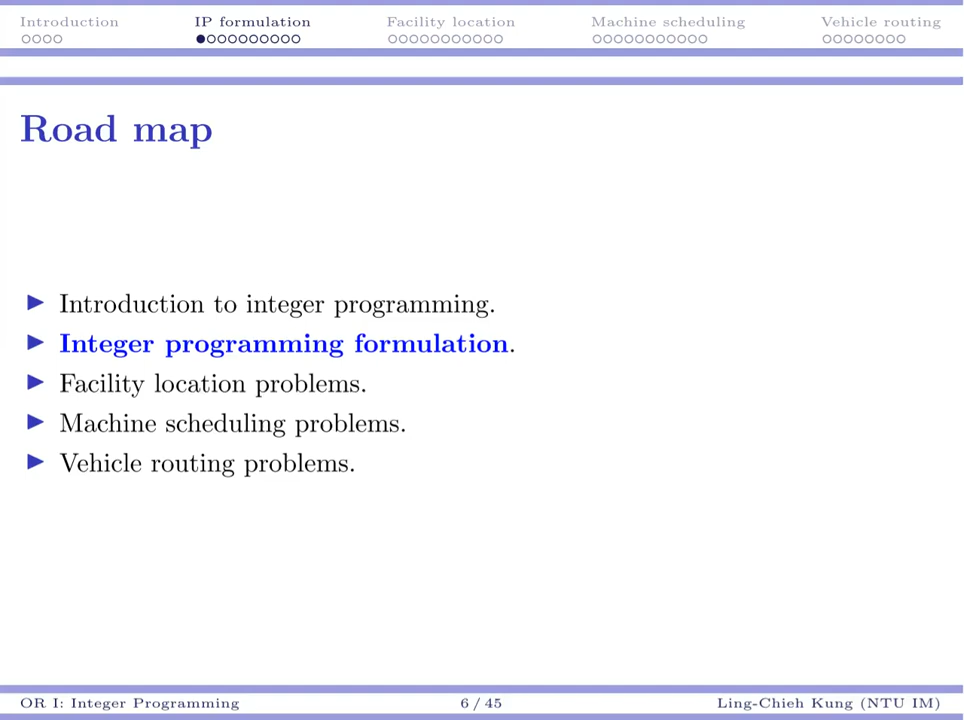 Introduction IP formulation Facility location Machine scheduling Vehicle routing
Road map
Introduction to integer programming.
Integer programming formulation.
Facility location problems.
Machine scheduling problems.
Vehicle routing problems.
OR I: Integer Programming 6 / 45 Ling-Chieh Kung (NTU IM)